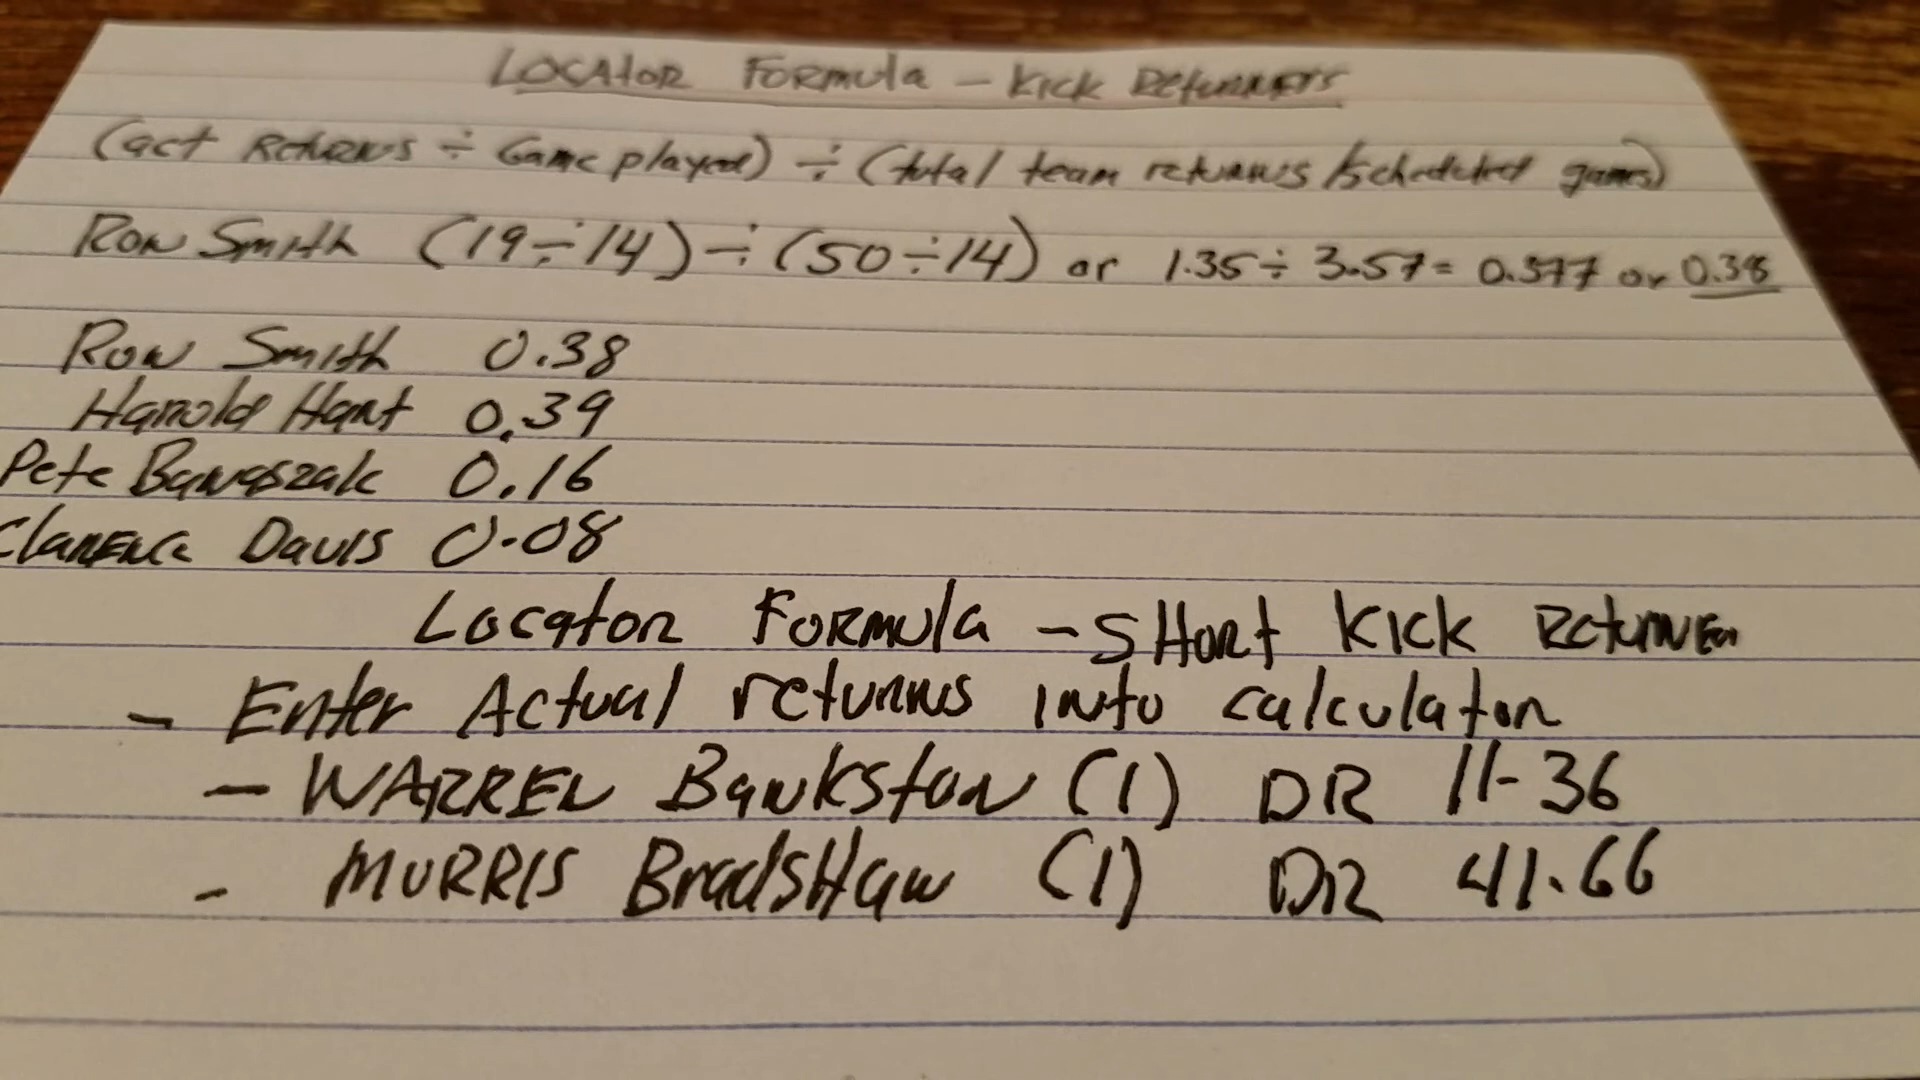 LOCATOR FORMULA - KICK RETURNERS
(act RETURNS ÷ Game played) ÷ (total team returns /scheduled games)
RON SMITH (19÷14) ÷ (50÷14) or 1.35 ÷ 3.57 = 0.377 or 0.38
RON SMITH 0.38
Harold Hart 0.39
Pete Banaszak 0.16
Clarence Davis 0.08
Locator FORMULA - SHORT KICK RETURNER
- Enter Actual returns into calculator
- WARREN Bankston (1) DR 11-36
- MORRIS BradSHaw (1) DR 41.66